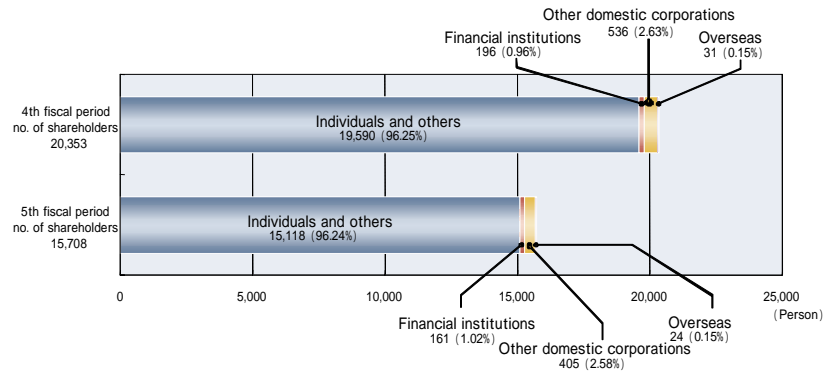 Other domestic corporations
536 (2.63%)
Financial institutions
196 (0.96%)
Overseas
31 (0.15%)
4th fiscal period
no. of shareholders
20,353
Individuals and others
19,590 (96.25%)
5th fiscal period
no. of shareholders
15,708
Individuals and others
15,118 (96.24%)
0
5,000
10,000
15,000
20,000
25,000
(Person)
Financial institutions
161 (1.02%)
Other domestic corporations
405 (2.58%)
Overseas
24 (0.15%)